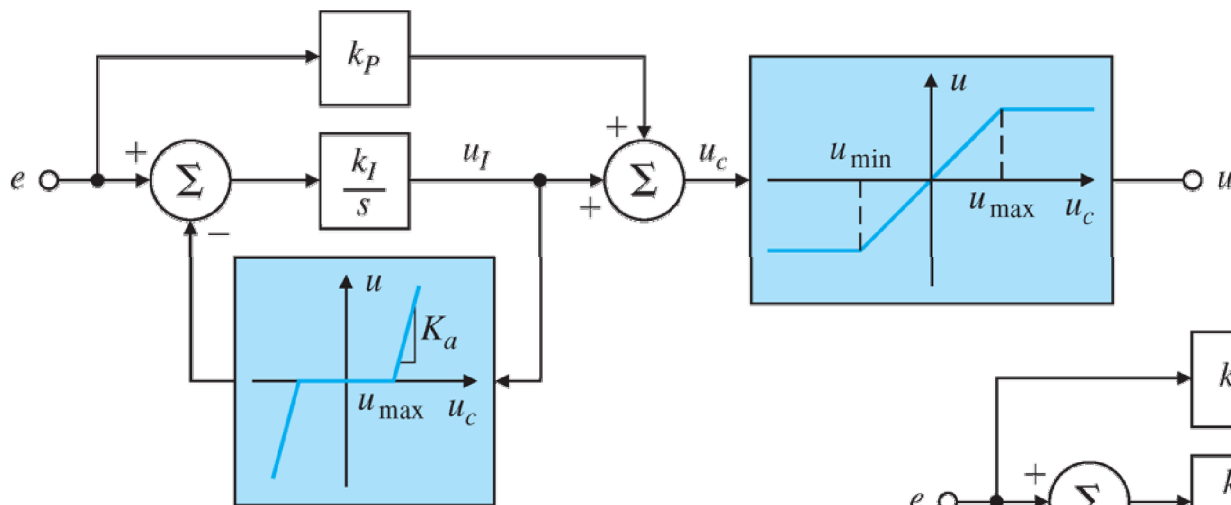 k_P
+
u
+
k_I
s
u_I
+
u_c
u_min
e
Σ
Σ
u
+
−
u_max
u_c
u
K_a
k
u_max
u_c
+
k
e
Σ